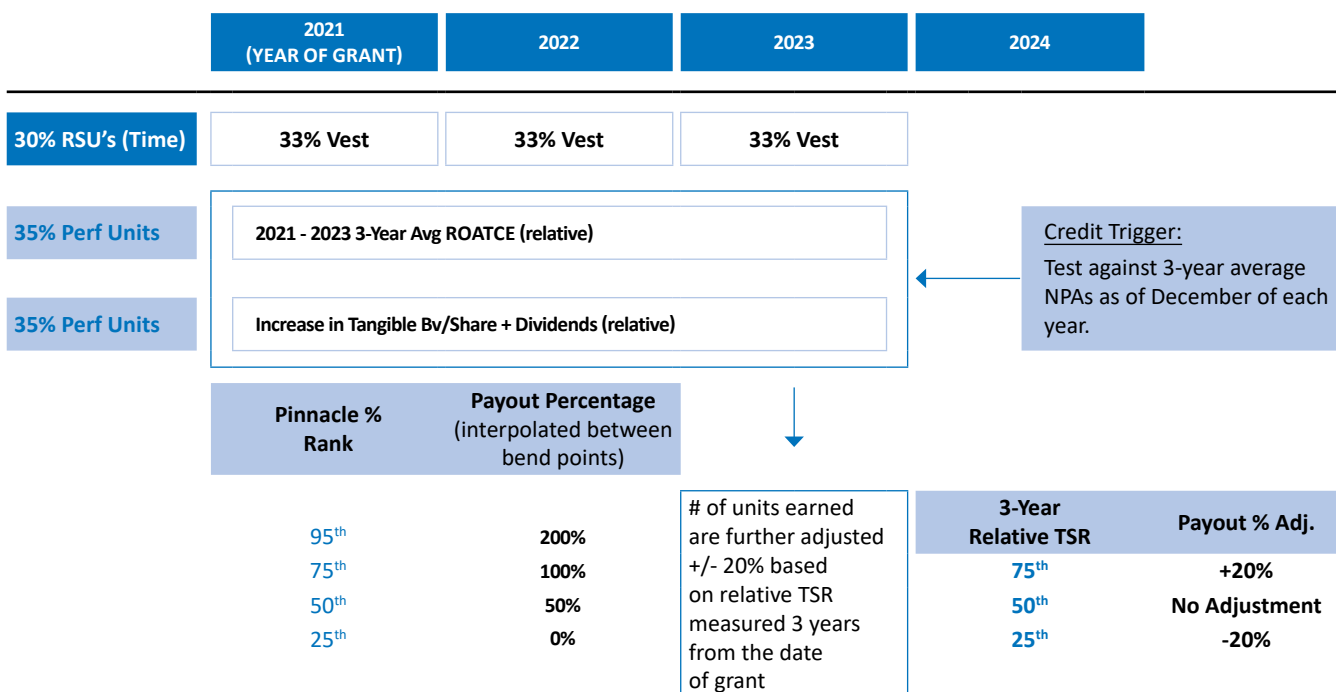 2021
(YEAR OF GRANT)
2022
2023
2024
30% RSU's (Time)
33% Vest
33% Vest
33% Vest
35% Perf Units
2021 - 2023 3-Year Avg ROATCE (relative)
35% Perf Units
Increase in Tangible Bv/Share + Dividends (relative)
Credit Trigger:
Test against 3-year average
NPAs as of December of each
year.
Pinnacle %
Rank
Payout Percentage
(interpolated between
bend points)
95th
200%
75th
100%
50th
50%
25th
0%
# of units earned
are further adjusted
+/- 20% based
on relative TSR
measured 3 years
from the date
of grant
3-Year
Relative TSR
Payout % Adj.
75th
+20%
50th
No Adjustment
25th
-20%